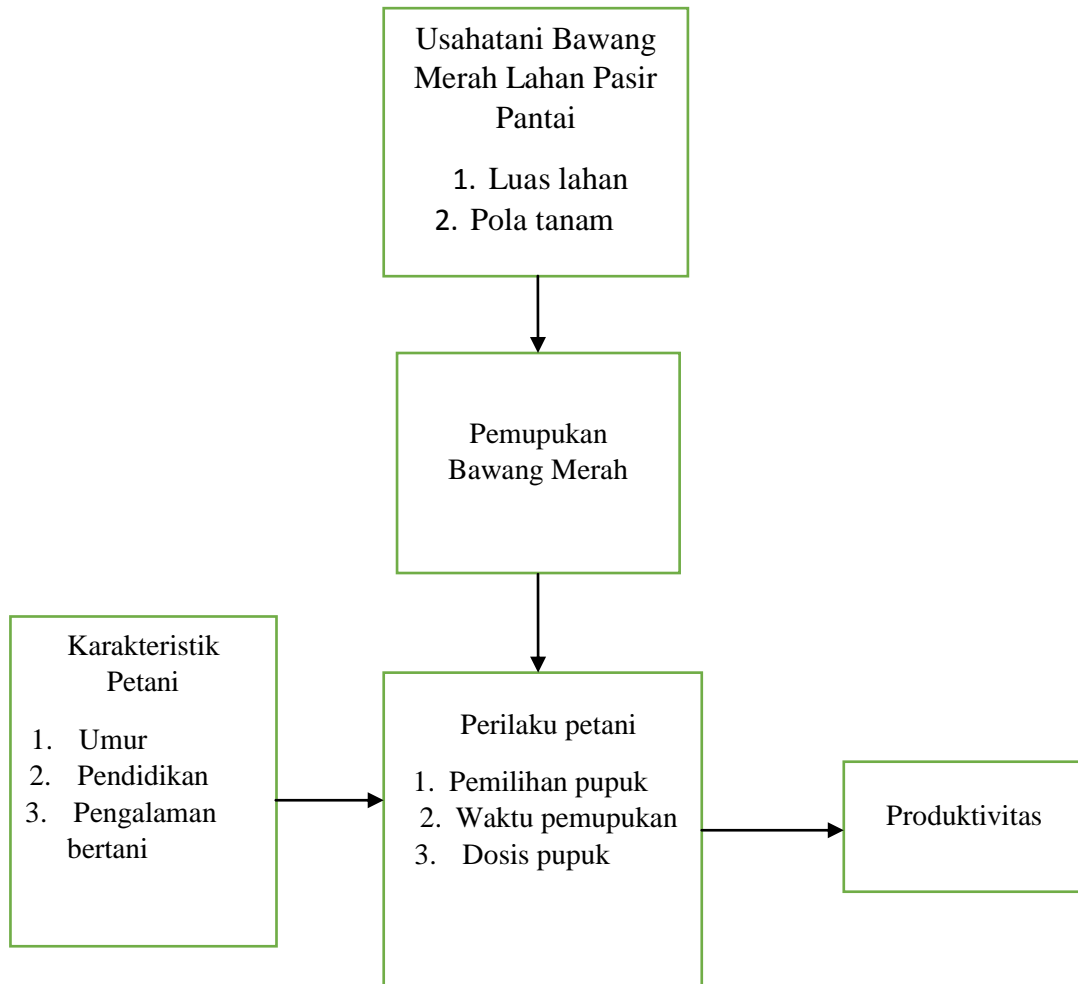 Usahatani Bawang
Merah Lahan Pasir
Pantai
1. Luas lahan
2. Pola tanam
Pemupukan
Bawang Merah
Karakteristik
Petani
1. Umur
2. Pendidikan
3. Pengalaman
bertani
Perilaku petani
1. Pemilihan pupuk
2. Waktu pemupukan
3. Dosis pupuk
Produktivitas